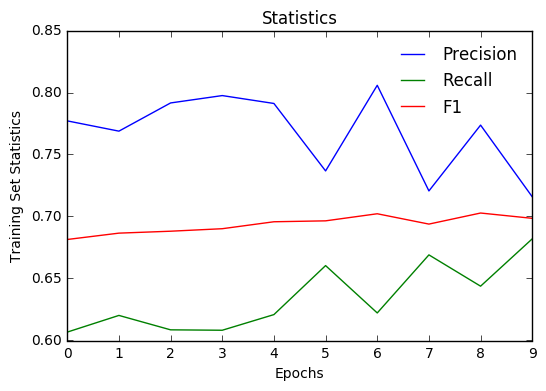 Statistics
0.85
0.80
0.75
0.70
0.65
0.60
Training Set Statistics
Precision
Recall
F1
0 1 2 3 4 5 6 7 8 9
Epochs